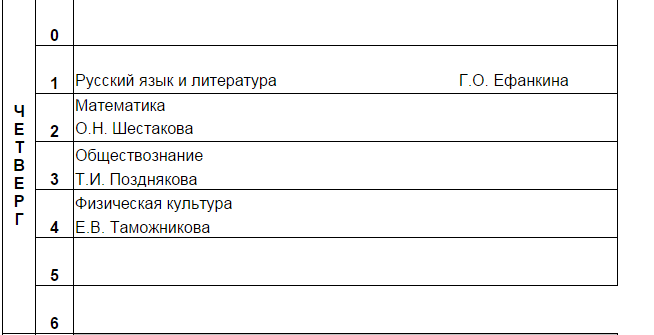 ЧЕТВЕРГ
0
1 Русский язык и литература Г.О. Ефанкина
Математика
2 О.Н. Шестакова
Обществознание
3 Т.И. Позднякова
Физическая культура
4 Е.В. Таможникова
5
6